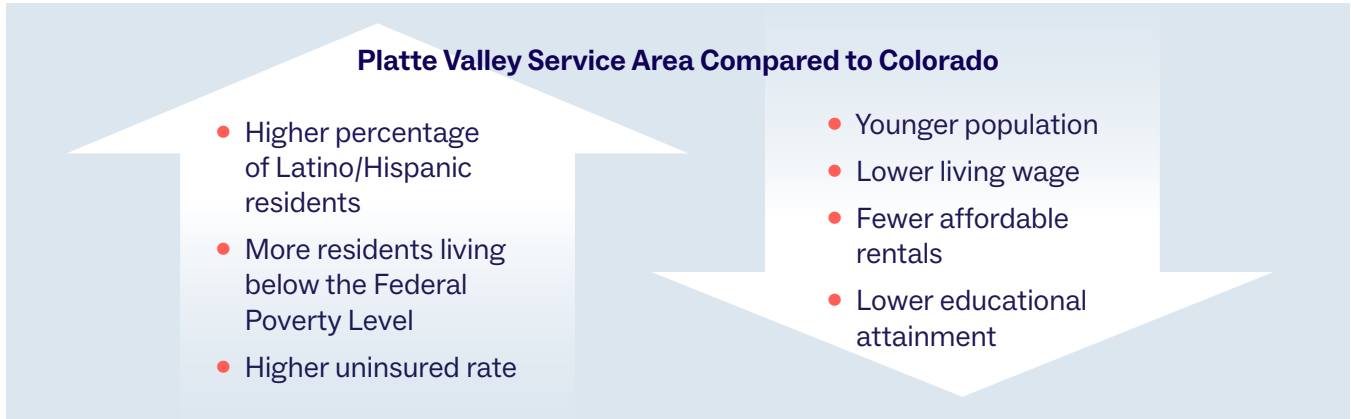 Platte Valley Service Area Compared to Colorado
• Higher percentage
of Latino/Hispanic
residents
• More residents living
below the Federal
Poverty Level
• Higher uninsured rate
• Younger population
• Lower living wage
• Fewer affordable
rentals
• Lower educational
attainment